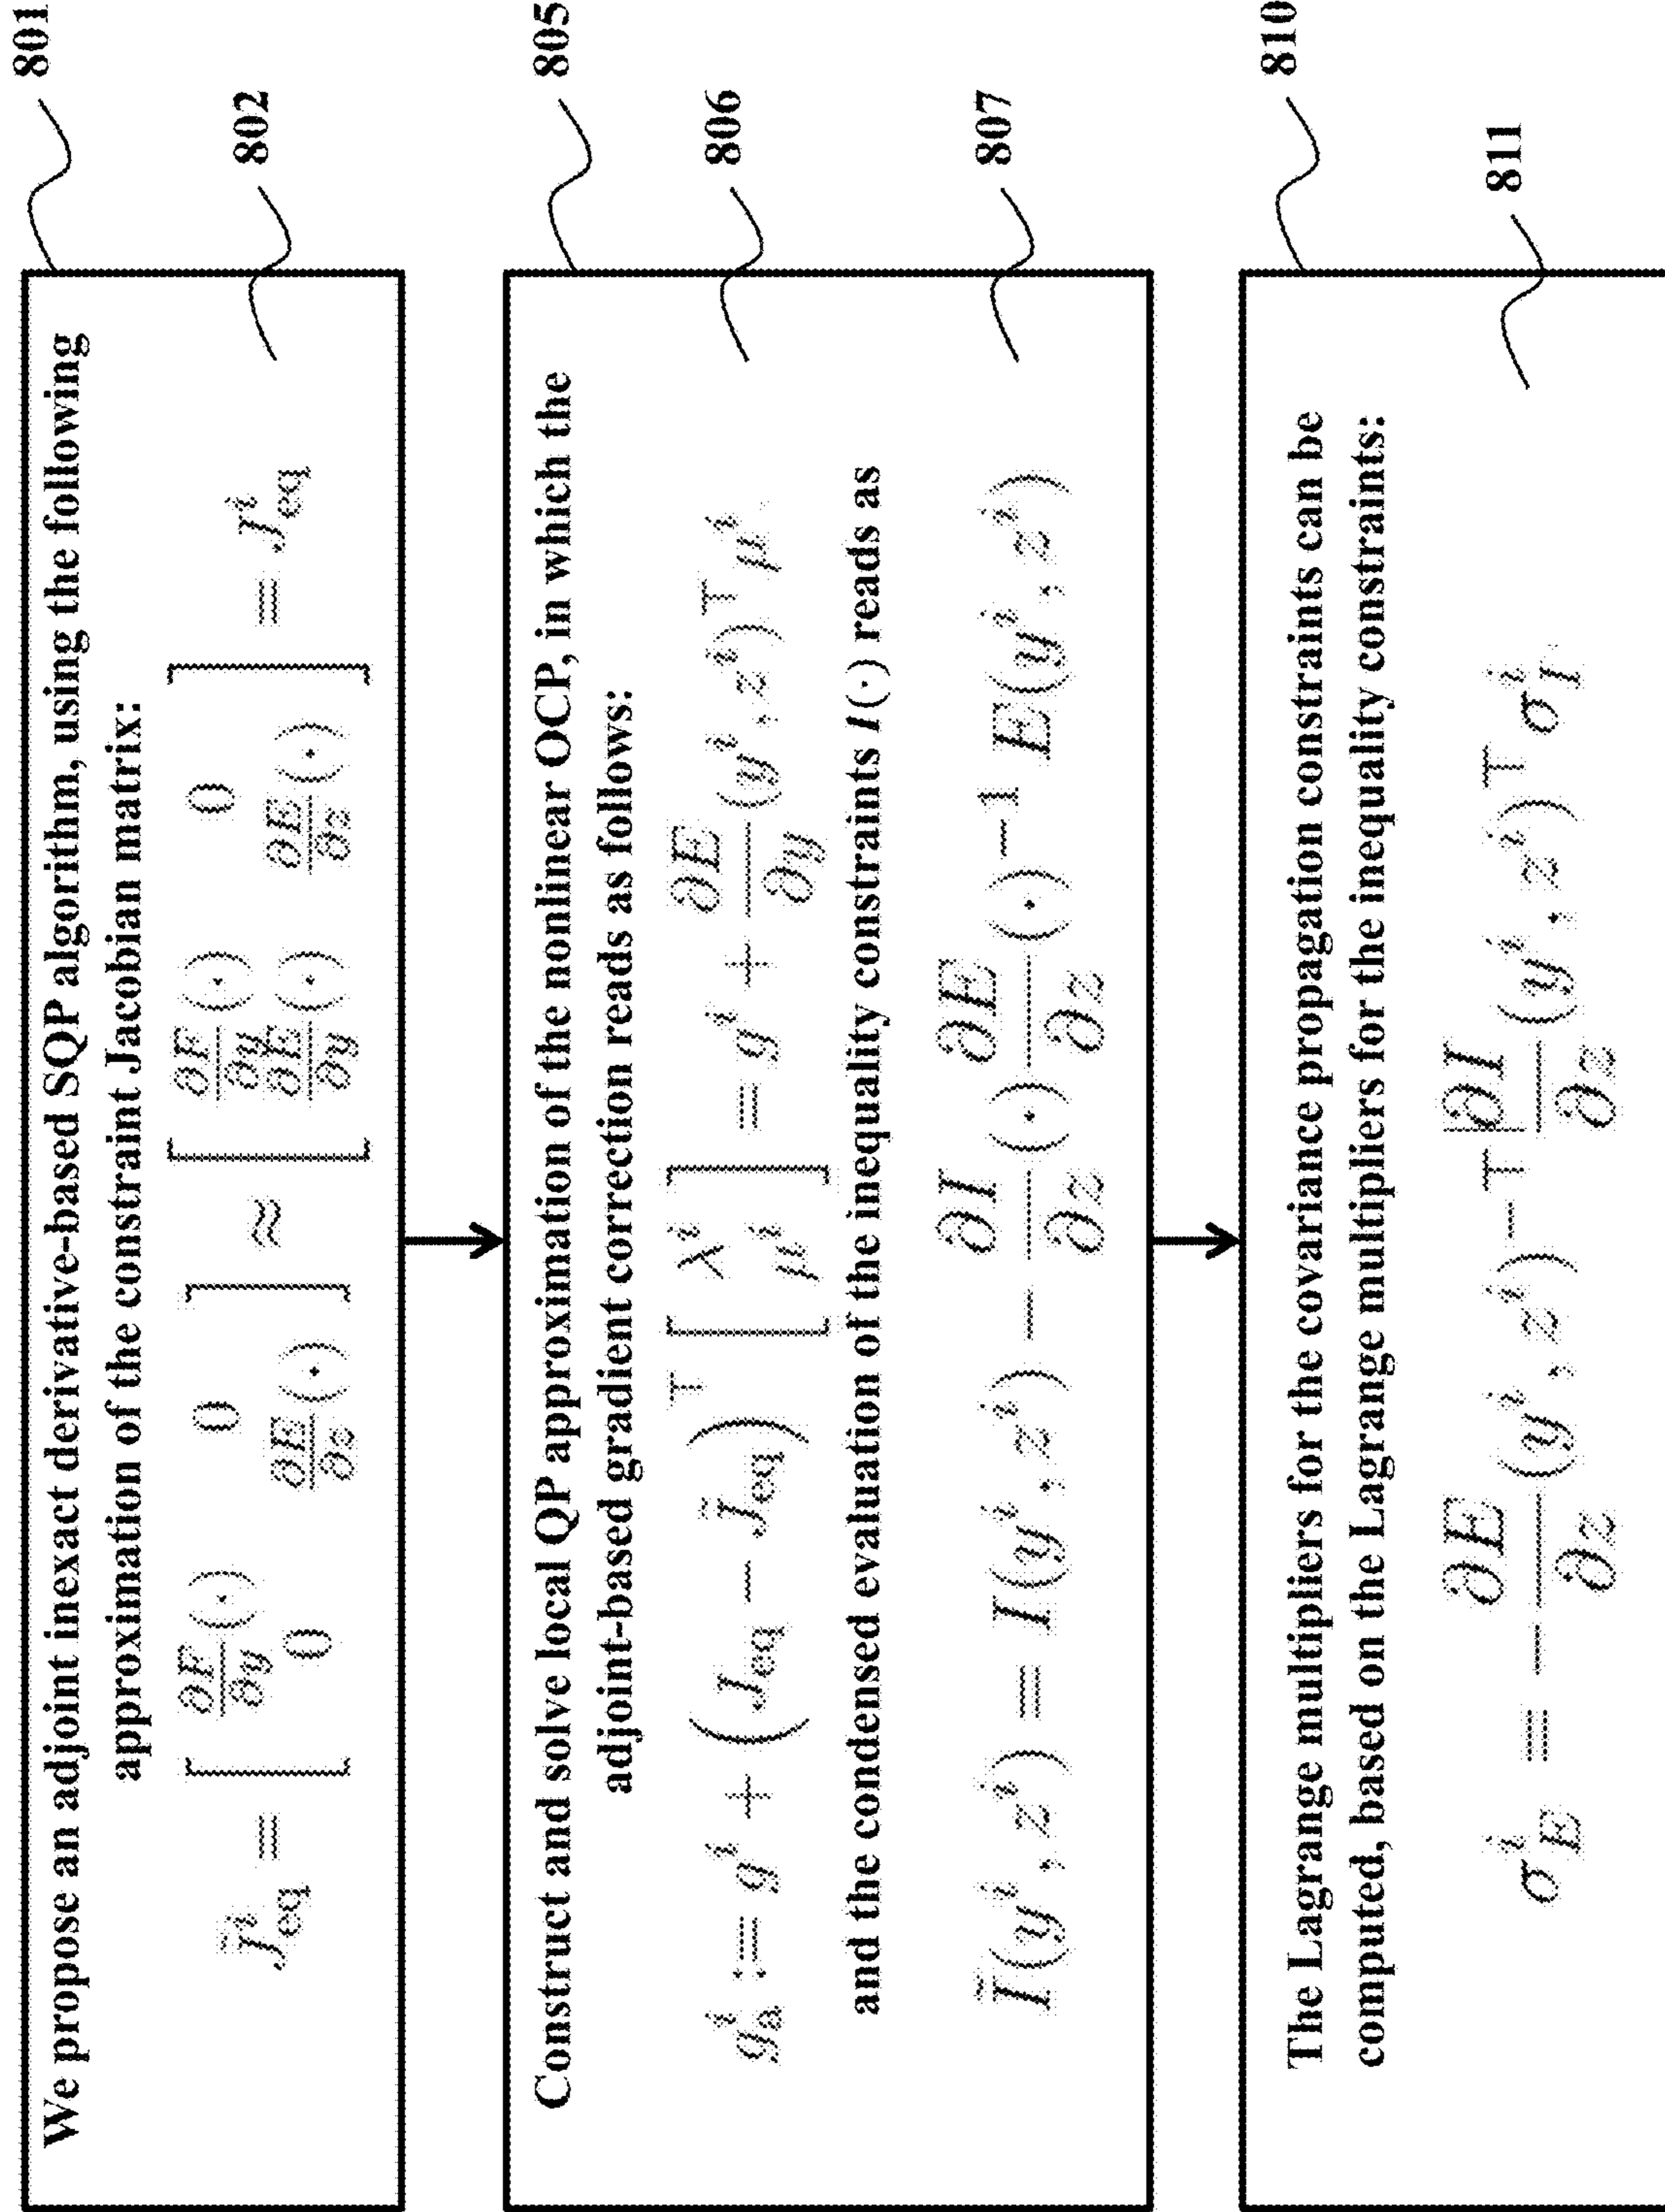 801
We propose an adjoint inexact derivative-based SQP algorithm, using the following
approximation of the constraint Jacobian matrix:
J̃ⁱ_eq = [ ∂F/∂y(·) 0 ; 0 ∂E/∂z(·) ] ≈ [ ∂F/∂y(·) 0 ; ∂E/∂y(·) ∂E/∂z(·) ] = Jⁱ_eq
802
805
Construct and solve local QP approximation of the nonlinear OCP, in which the
adjoint-based gradient correction reads as follows:
gⁱ_a := gⁱ + (J_eq − J̃_eq)^⊤ [ λⁱ ; μⁱ ] = gⁱ + ∂E/∂y(yⁱ, zⁱ)^⊤ μⁱ
806
and the condensed evaluation of the inequality constraints I(·) reads as
Ĩ(yⁱ, zⁱ) = I(yⁱ, zⁱ) − ∂I/∂z(·) ∂E/∂z(·)⁻¹ E(yⁱ, zⁱ)
807
810
The Lagrange multipliers for the covariance propagation constraints can be
computed, based on the Lagrange multipliers for the inequality constraints:
σⁱ_E = − ∂E/∂z(yⁱ, zⁱ)^−⊤ ∂I/∂z(yⁱ, zⁱ)^⊤ σⁱ_I
811